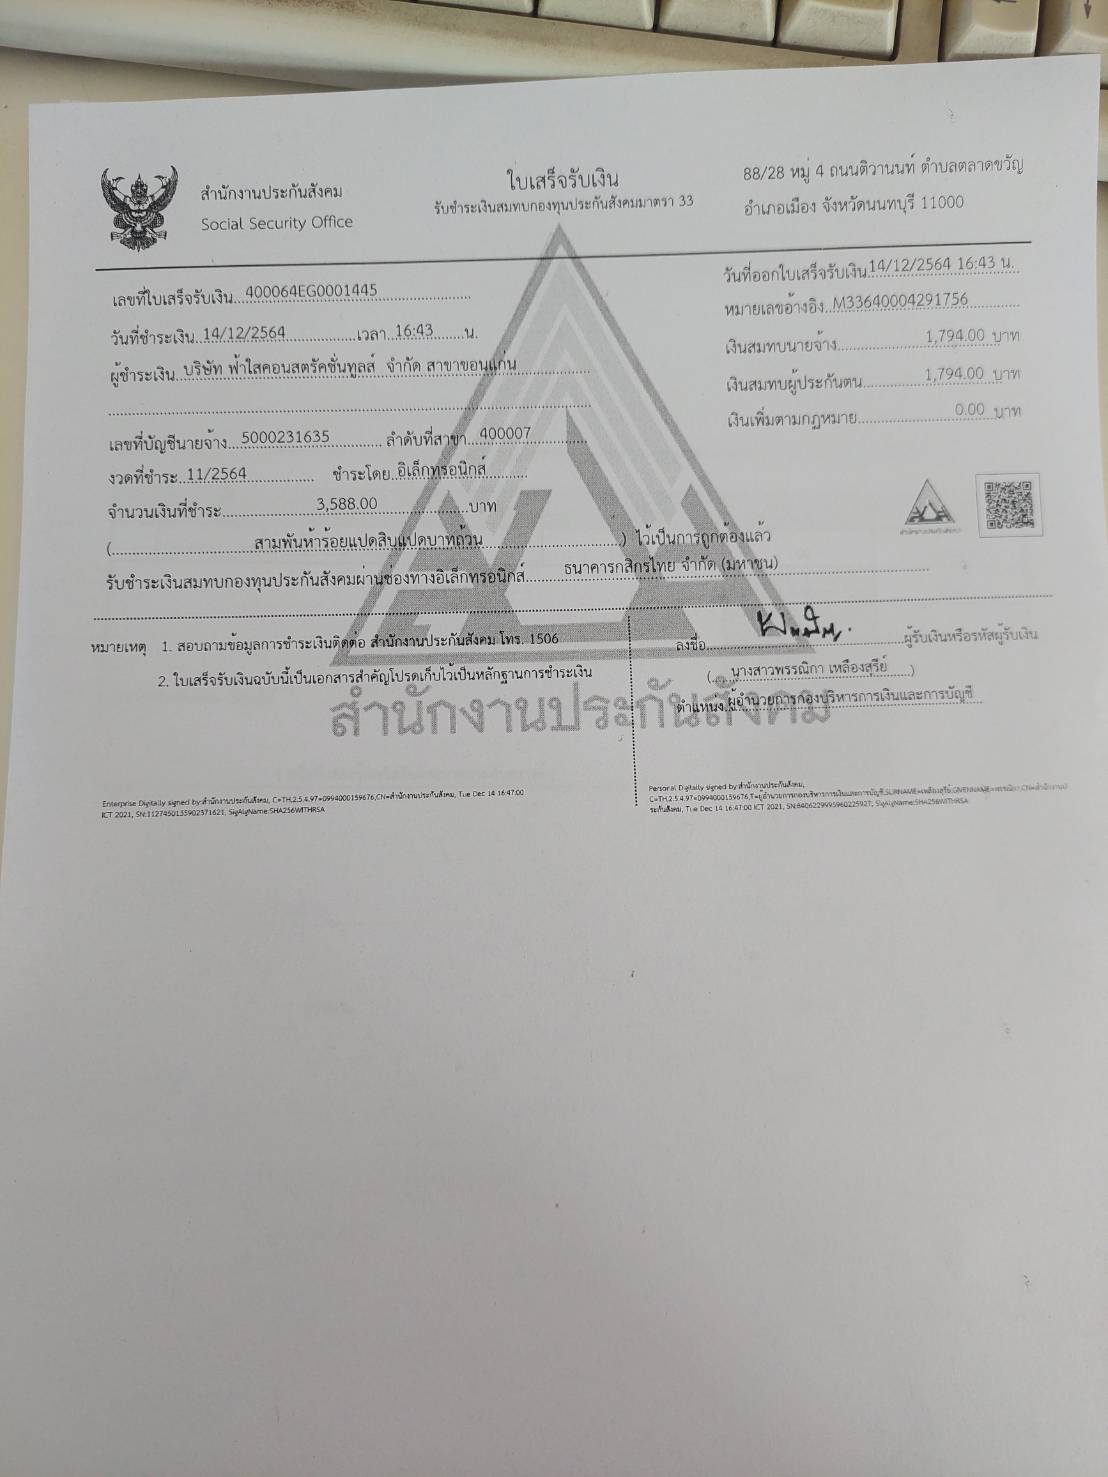 สำนักงานประกันสังคม
Social Security Office
ใบเสร็จรับเงิน
รับชำระเงินสมทบกองทุนประกันสังคมมาตรา 33
88/28 หมู่ 4 ถนนติวานนท์ ตำบลตลาดขวัญ
อำเภอเมือง จังหวัดนนทบุรี 11000
เลขที่ใบเสร็จรับเงิน...400064EG0001445
วันที่ออกใบเสร็จรับเงิน 14/12/2564 16:43 น.
หมายเลขอ้างอิง..M33640004291756
วันที่ชำระเงิน..14/12/2564 เวลา..16:43 น.
เงินสมทบนายจ้าง 1,794.00 บาท
ผู้ชำระเงิน..บริษัท ฟ้าใสคอนสตรัคชั่นทูลส์ จำกัด สาขาขอนแก่น
เงินสมทบผู้ประกันตน 1,794.00 บาท
เงินเพิ่มตามกฎหมาย 0.00 บาท
เลขที่บัญชีนายจ้าง...5000231635 ลำดับที่สาขา...400007
งวดที่ชำระ..11/2564 ชำระโดย..อิเล็กทรอนิกส์
จำนวนเงินที่ชำระ 3,588.00 บาท
(สามพันห้าร้อยแปดสิบแปดบาทถ้วน) ไว้เป็นการถูกต้องแล้ว
สำนักงานประกันสังคม
รับชำระเงินสมทบกองทุนประกันสังคมผ่านช่องทางอิเล็กทรอนิกส์ ธนาคารกสิกรไทย จำกัด (มหาชน)
หมายเหตุ 1. สอบถามข้อมูลการชำระเงินติดต่อ สำนักงานประกันสังคม โทร. 1506
2. ใบเสร็จรับเงินฉบับนี้เป็นเอกสารสำคัญโปรดเก็บไว้เป็นหลักฐานการชำระเงิน
ลงชื่อ ผู้รับเงินหรือรหัสผู้รับเงิน
(นางสาวพรรณิกา เหลืองสุรีย์)
ตำแหน่ง ผู้อำนวยการกองบริหารการเงินและการบัญชี
สำนักงานประกันสังคม
Enterprise Digitally signed by:สำนักงานประกันสังคม, C=TH,2.5.4.97=0994000159676,CN=สำนักงานประกันสังคม, Tue Dec 14 16:47:00
ICT 2021, SN:1127450135902371621, SigAlgName:SHA256WITHRSA
Personal Digitally signed by:สำนักงานประกันสังคม,
C=TH,2.5.4.97=0994000159676,T=ผู้อำนวยการกองบริหารการเงินและการบัญชี,SURNAME=เหลืองสุรีย์,GIVENNAME=พรรณิกา,CN=สำนักงานป
ระกันสังคม, Tue Dec 14 16:47:00 ICT 2021, SN:8406229995960225927, SigAlgName:SHA256WITHRSA